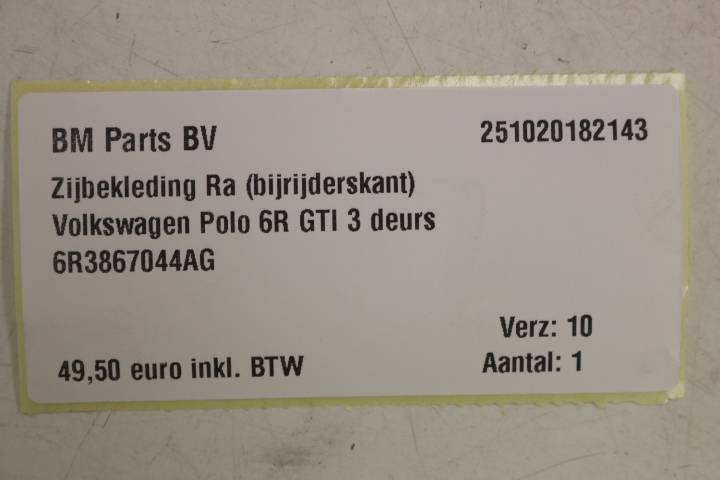 BM Parts BV 251020182143
Zijbekleding Ra (bijrijderskant)
Volkswagen Polo 6R GTI 3 deurs
6R3867044AG
Verz: 10
49,50 euro inkl. BTW Aantal: 1